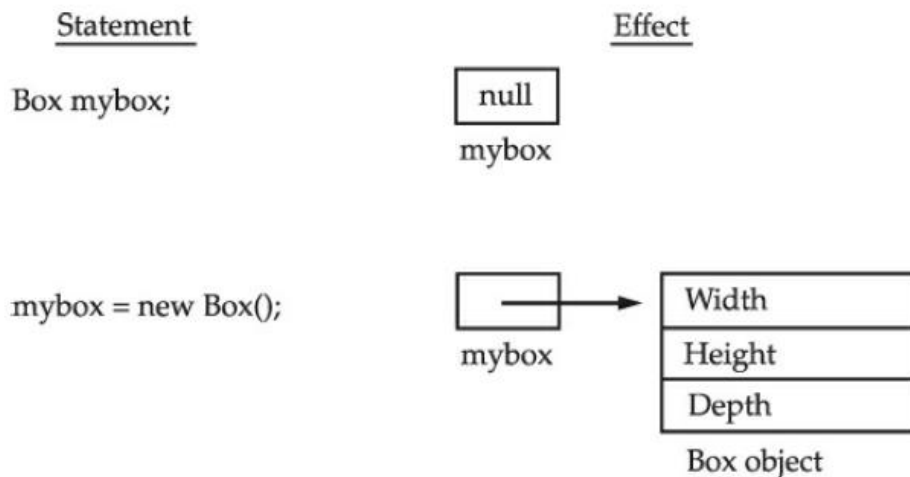 Statement Effect
Box mybox; null
mybox
mybox = new Box(); Width
mybox Height
Depth
Box object